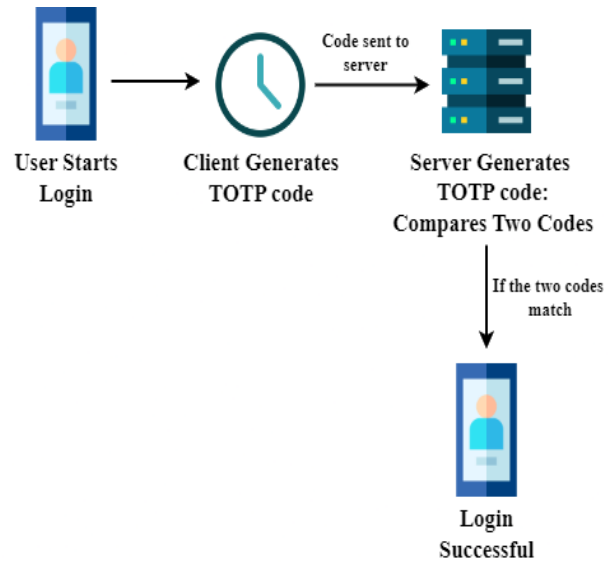 User Starts
Login
Client Generates
TOTP code
Code sent to
server
Server Generates
TOTP code:
Compares Two Codes
If the two codes
match
Login
Successful